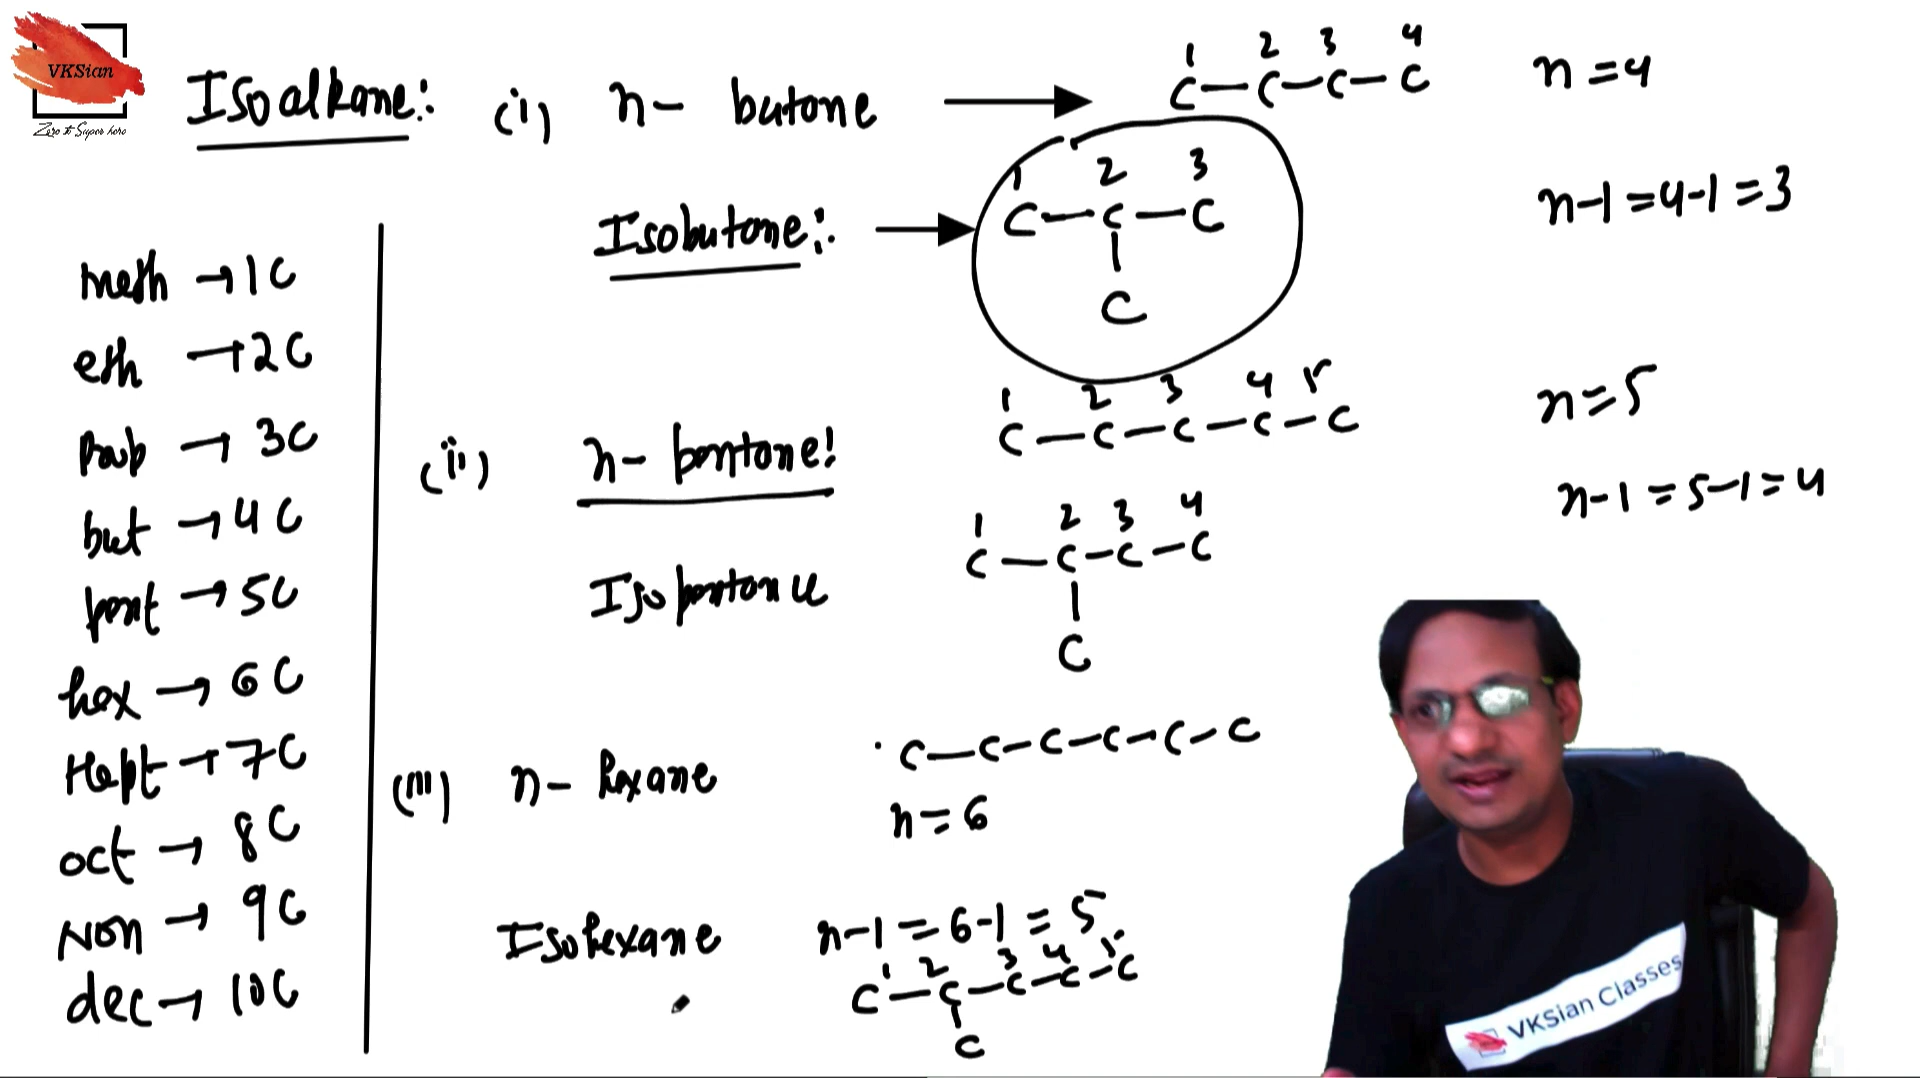 VKSian
Zero to Super hero
Isoalkane:
(i) n- butane
1 2 3 4
C—C—C—C
n=4
Isobutane:
1 2 3
C—C—C
C
n-1=4-1=3
meth → 1C
eth → 2C
Prop → 3C
but → 4C
pent → 5C
hex → 6C
Hept → 7C
oct → 8C
Non → 9C
dec → 10C
(ii) n- pentane!
1 2 3 4 5
C—C—C—C—C
n=5
n-1=5-1=4
Isopentane
1 2 3 4
C—C—C—C
C
(iii) n- hexane
C—C—C—C—C—C
n=6
Isohexane
n-1=6-1=5
1 2 3 4 5
C—C—C—C—C
C
VKSian Classes